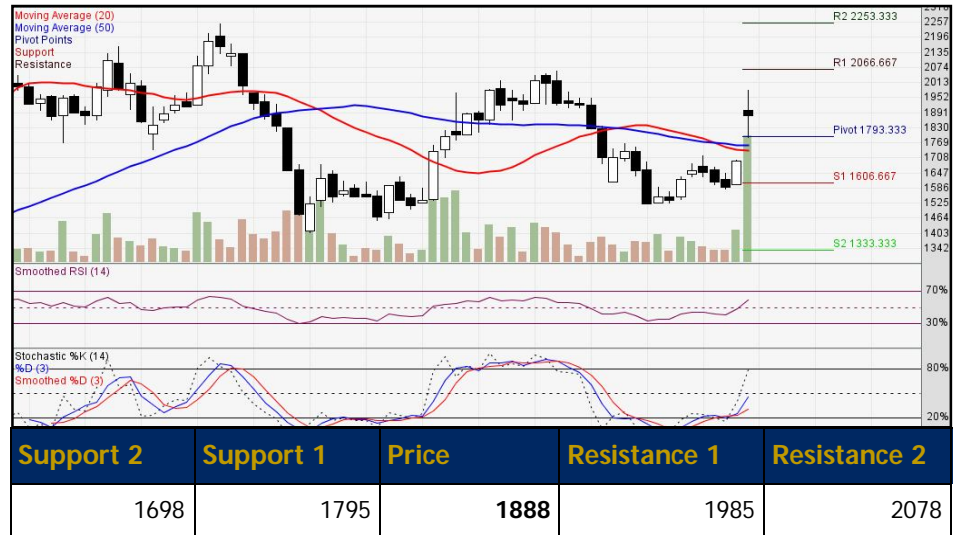 Moving Average (20)
Moving Average (50)
Pivot Points
Support
Resistance
R2 2253.333
R1 2066.667
Pivot 1793.333
S1 1606.667
S2 1333.333
2257
2196
2135
2074
2013
1952
1891
1830
1769
1708
1647
1586
1525
1464
1403
1342
Smoothed RSI (14)
70%
30%
Stochastic %K (14)
%D (3)
Smoothed %D (3)
80%
20%
Support 2 Support 1 Price Resistance 1 Resistance 2
1698 1795 1888 1985 2078